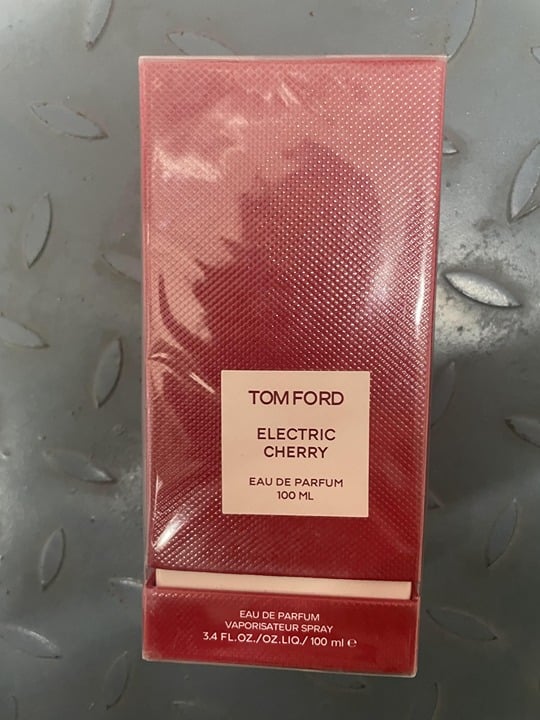 TOM FORD
ELECTRIC
CHERRY
EAU DE PARFUM
100 ML
EAU DE PARFUM
VAPORISATEUR SPRAY
3.4 FL.OZ./OZ.LIQ./ 100 ml ℮